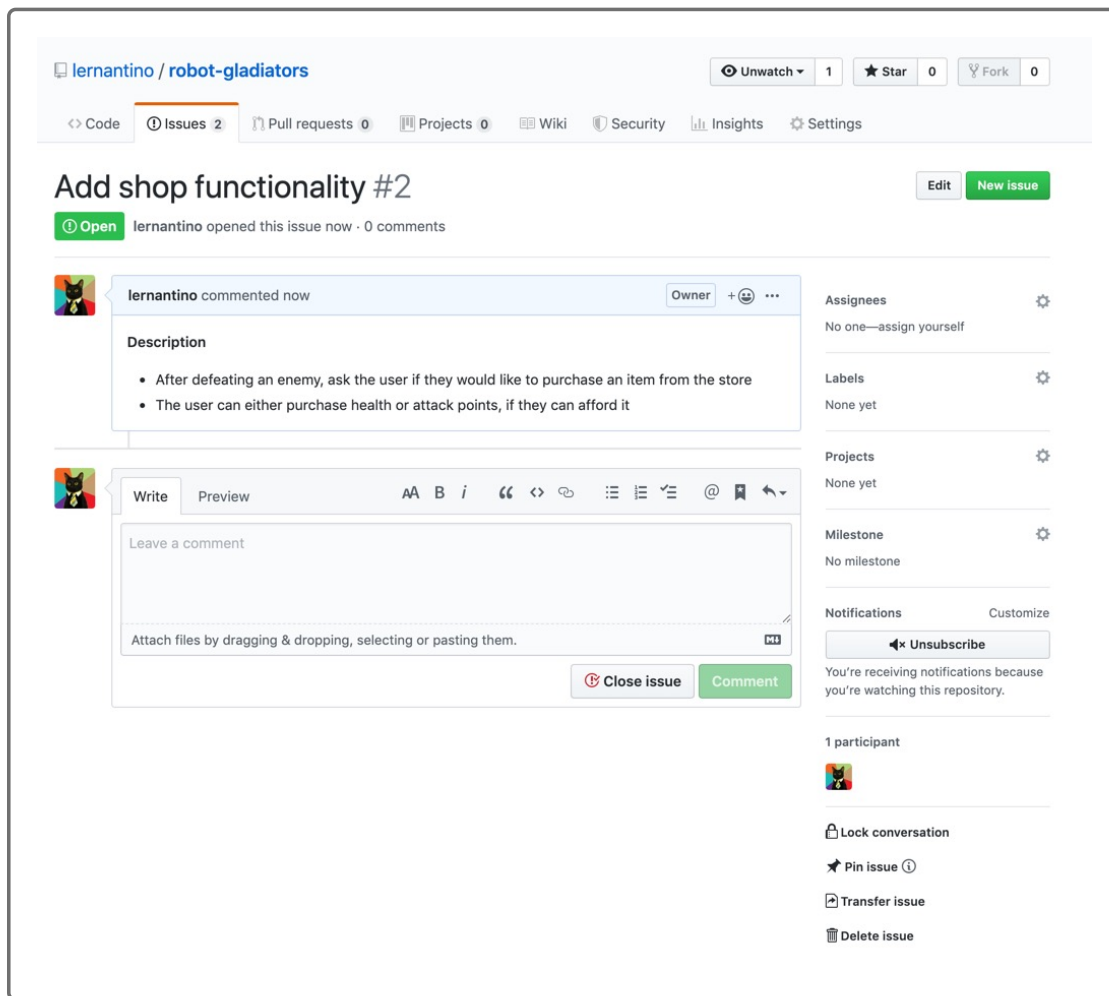 lernantino / robot-gladiators
Unwatch 1 Star 0 Fork 0
Code Issues 2 Pull requests 0 Projects 0 Wiki Security Insights Settings
Add shop functionality #2
Edit New issue
Open lernantino opened this issue now · 0 comments
lernantino commented now
Owner
Description
• After defeating an enemy, ask the user if they would like to purchase an item from the store
• The user can either purchase health or attack points, if they can afford it
Write Preview
AA B i
Leave a comment
Attach files by dragging & dropping, selecting or pasting them.
Close issue Comment
Assignees
No one—assign yourself
Labels
None yet
Projects
None yet
Milestone
No milestone
Notifications Customize
Unsubscribe
You're receiving notifications because
you're watching this repository.
1 participant
Lock conversation
Pin issue
Transfer issue
Delete issue